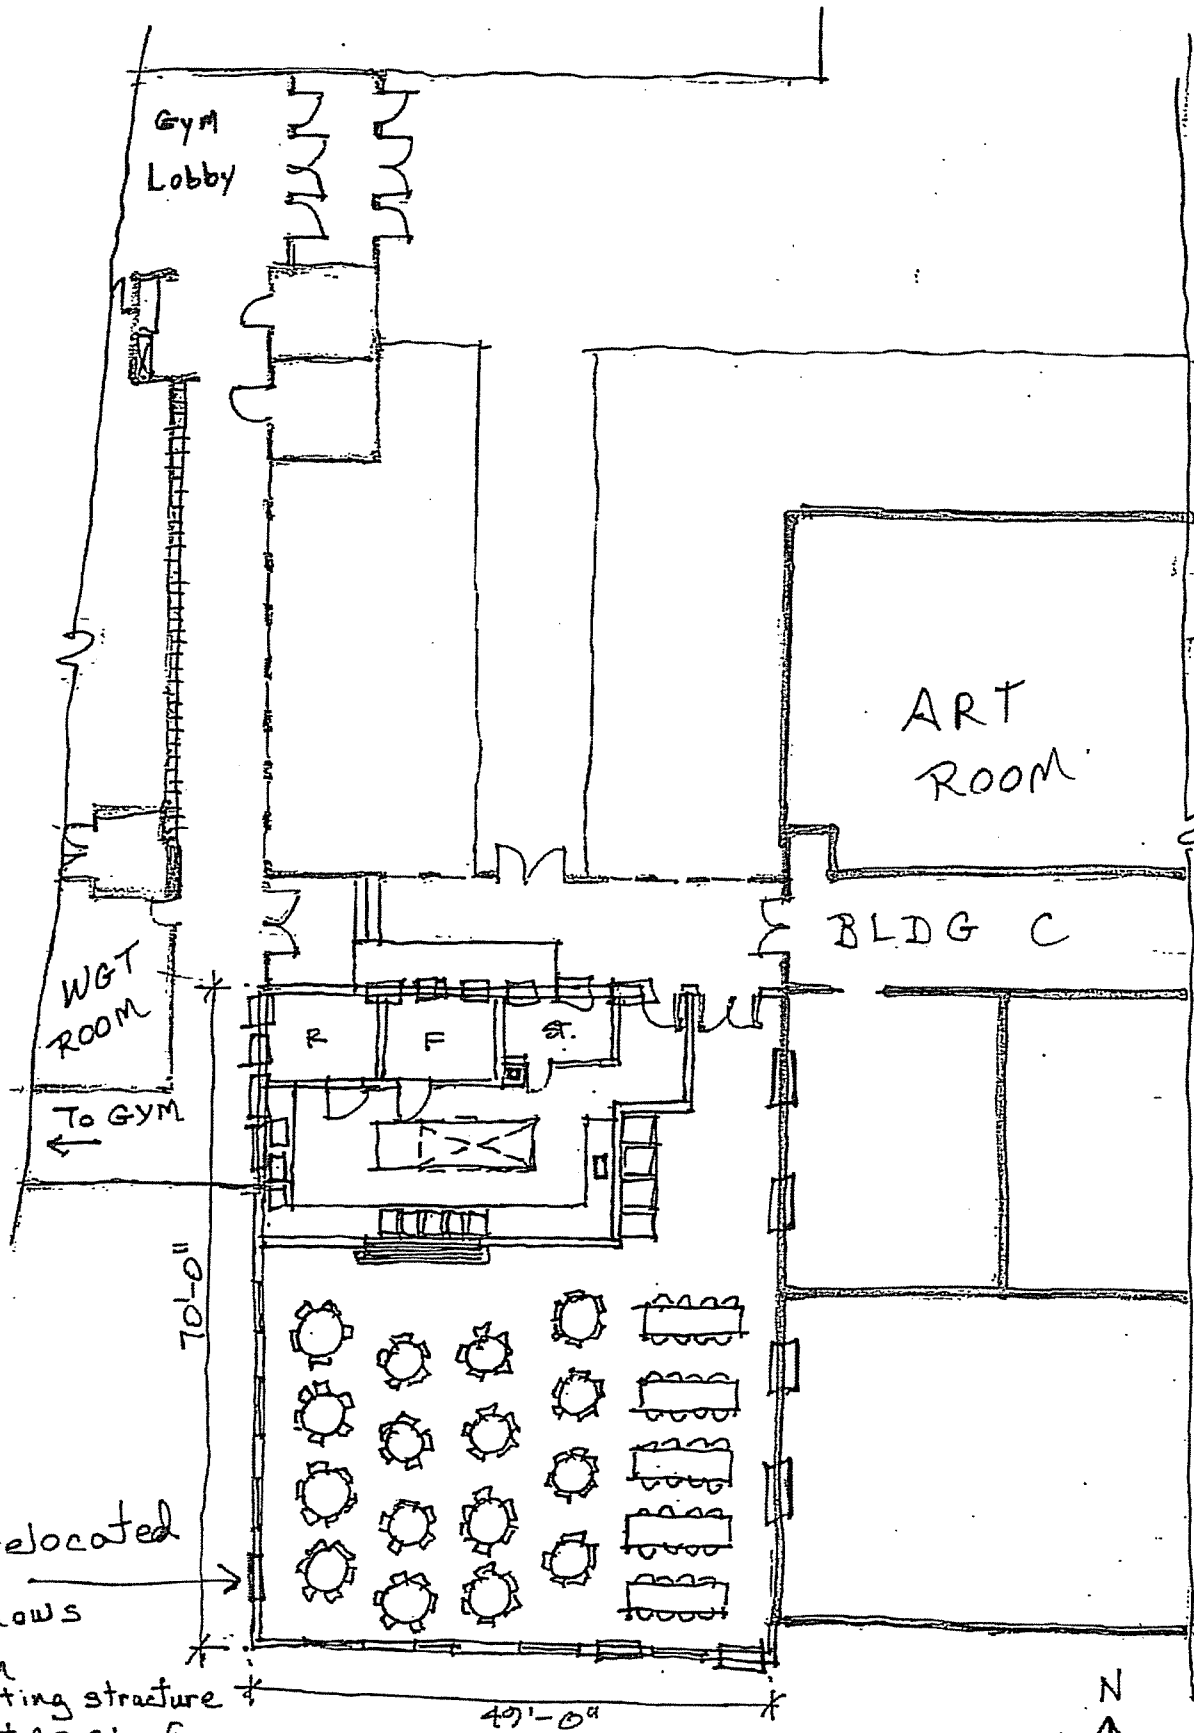 Gym
Lobby
ART
ROOM
BLDG C
WGT
ROOM
R
F
ST.
To GYM
70'-0"
elocated
ows
ting structure
49'-0"
N